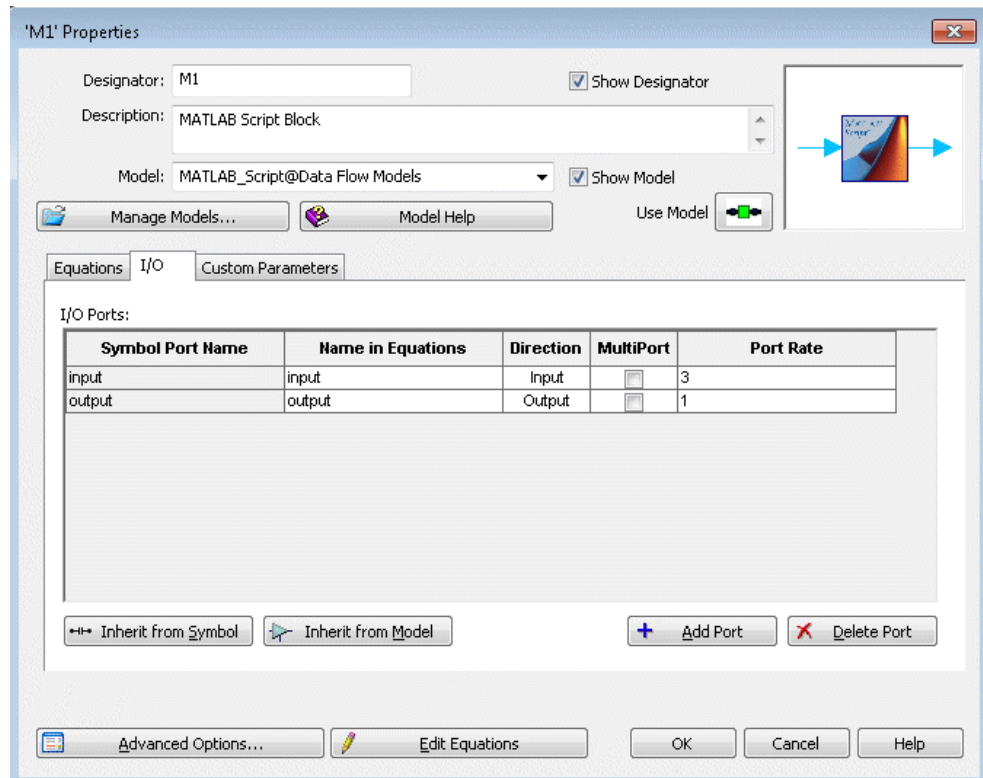 'M1' Properties
Designator: M1 Show Designator
Description: MATLAB Script Block
Model: MATLAB_Script@Data Flow Models Show Model
Manage Models... Model Help Use Model
Equations I/O Custom Parameters
I/O Ports:
Symbol Port Name Name in Equations Direction MultiPort Port Rate
input input Input 3
output output Output 1
Inherit from Symbol Inherit from Model Add Port Delete Port
Advanced Options... Edit Equations OK Cancel Help